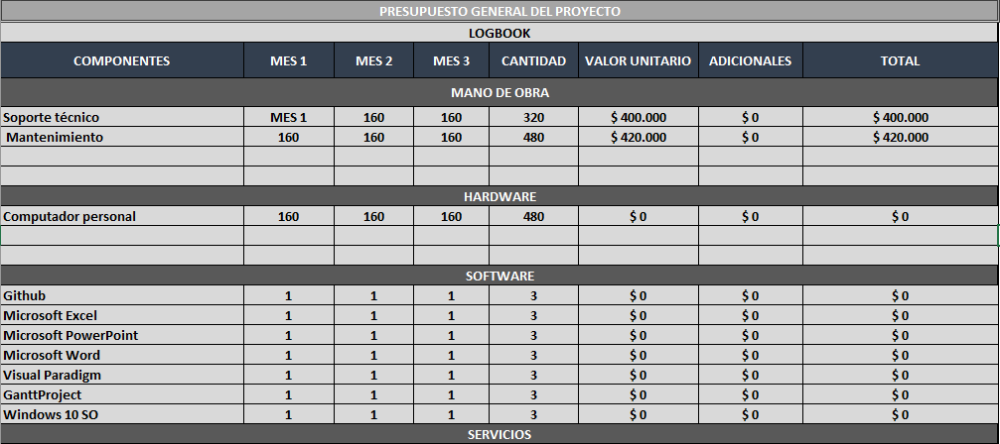 PRESUPUESTO GENERAL DEL PROYECTO
LOGBOOK
COMPONENTES MES 1 MES 2 MES 3 CANTIDAD VALOR UNITARIO ADICIONALES TOTAL
MANO DE OBRA
Soporte técnico MES 1 160 160 320 $ 400.000 $ 0 $ 400.000
Mantenimiento 160 160 160 480 $ 420.000 $ 0 $ 420.000
HARDWARE
Computador personal 160 160 160 480 $ 0 $ 0 $ 0
SOFTWARE
Github 1 1 1 3 $ 0 $ 0 $ 0
Microsoft Excel 1 1 1 3 $ 0 $ 0 $ 0
Microsoft PowerPoint 1 1 1 3 $ 0 $ 0 $ 0
Microsoft Word 1 1 1 3 $ 0 $ 0 $ 0
Visual Paradigm 1 1 1 3 $ 0 $ 0 $ 0
GanttProject 1 1 1 3 $ 0 $ 0 $ 0
Windows 10 SO 1 1 1 3 $ 0 $ 0 $ 0
SERVICIOS